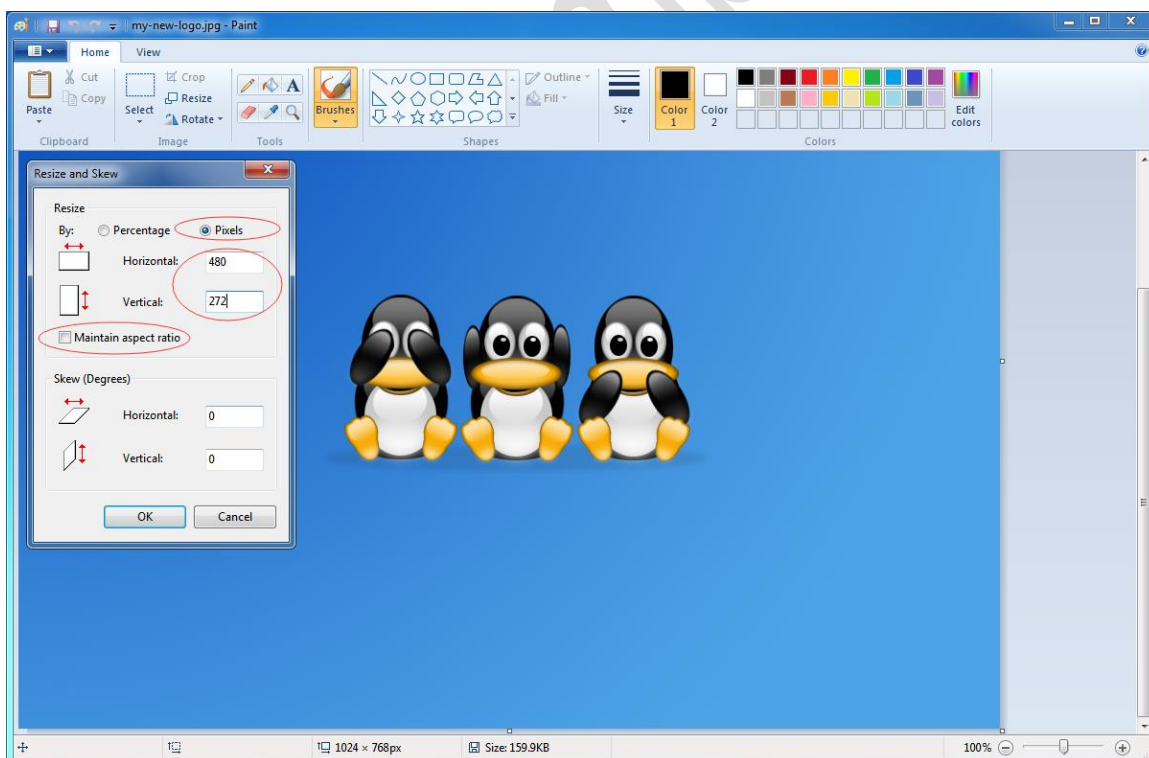 my-new-logo.jpg - Paint
Home View
Cut
Copy
Paste
Clipboard
Select
Crop
Resize
Rotate
Image
A
Tools
Brushes
Outline
Fill
Shapes
Size
Color 1
Color 2
Edit colors
Colors
Resize and Skew
Resize
By: Percentage Pixels
Horizontal: 480
Vertical: 272
Maintain aspect ratio
Skew (Degrees)
Horizontal: 0
Vertical: 0
OK Cancel
1024 × 768px Size: 159.9KB 100%